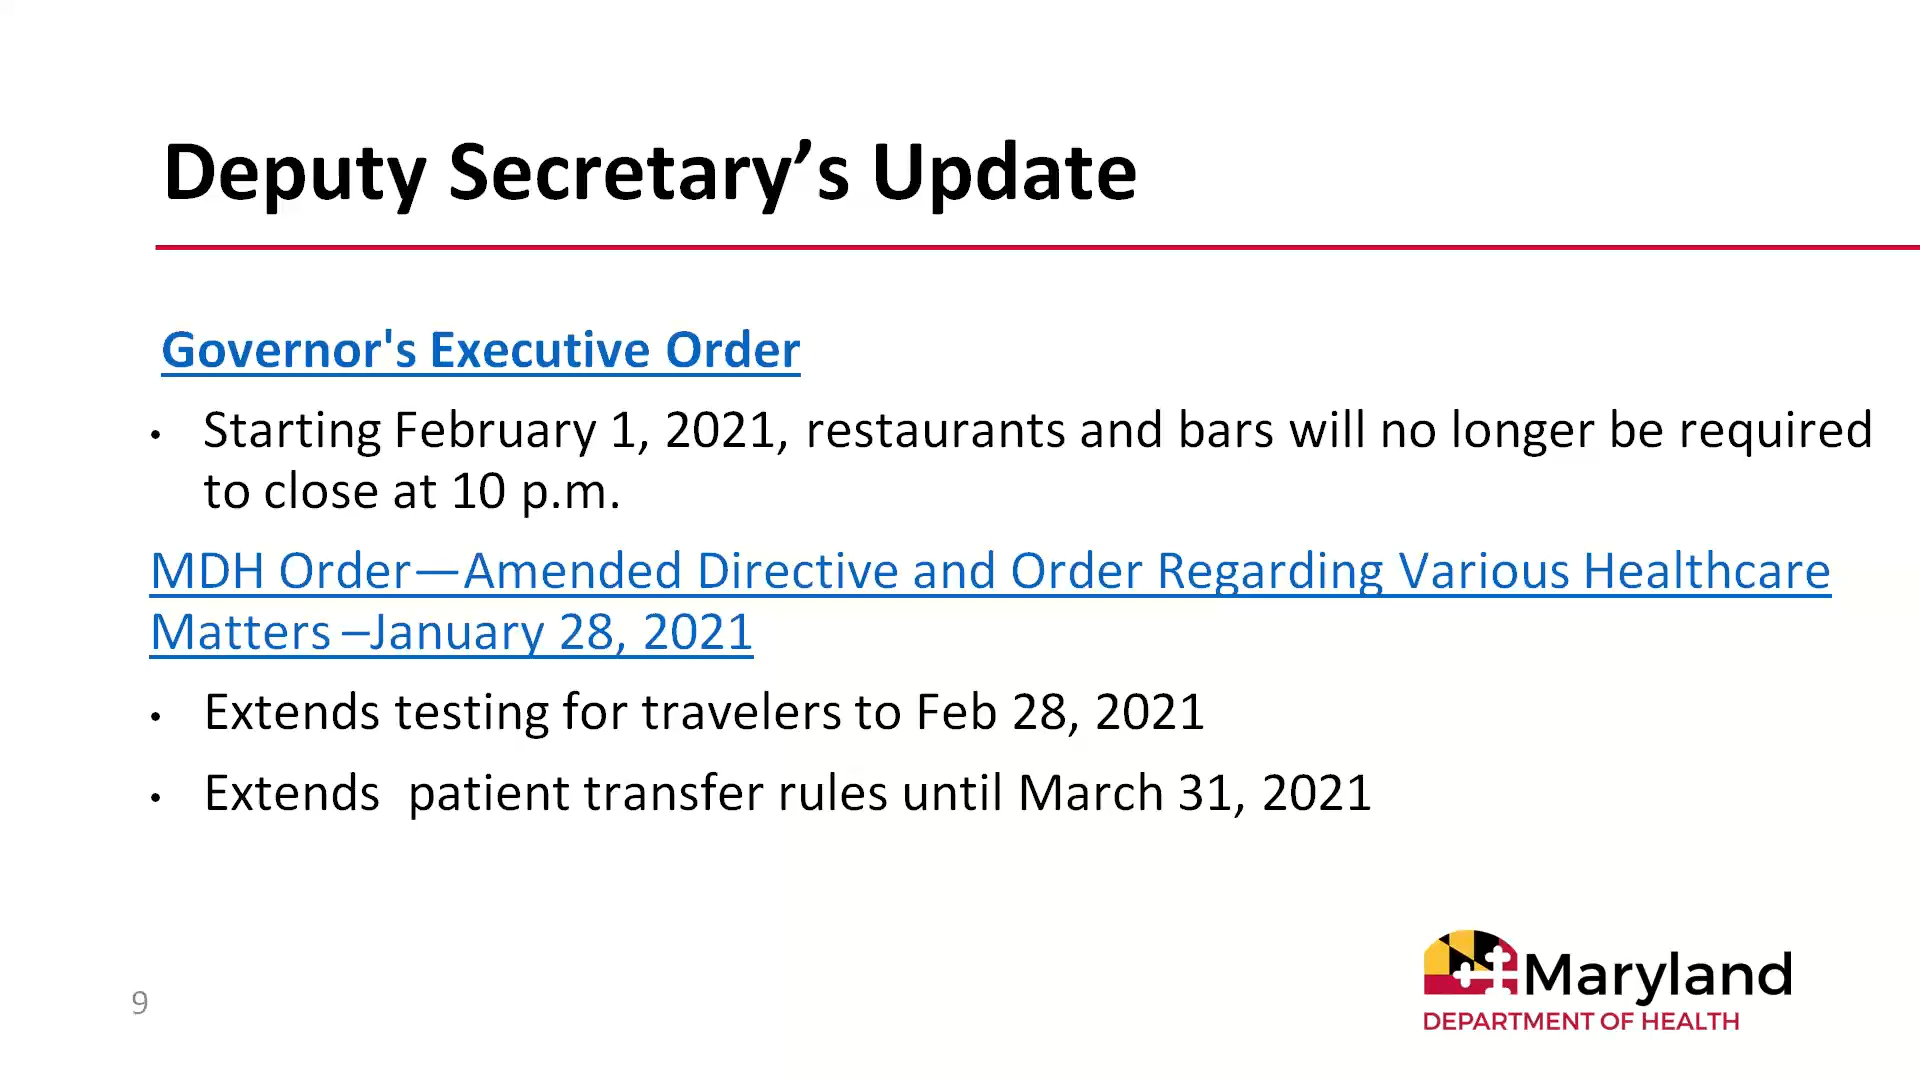 Deputy Secretary’s Update
Governor's Executive Order
• Starting February 1, 2021, restaurants and bars will no longer be required
to close at 10 p.m.
MDH Order—Amended Directive and Order Regarding Various Healthcare
Matters –January 28, 2021
• Extends testing for travelers to Feb 28, 2021
• Extends  patient transfer rules until March 31, 2021
9
Maryland
DEPARTMENT OF HEALTH